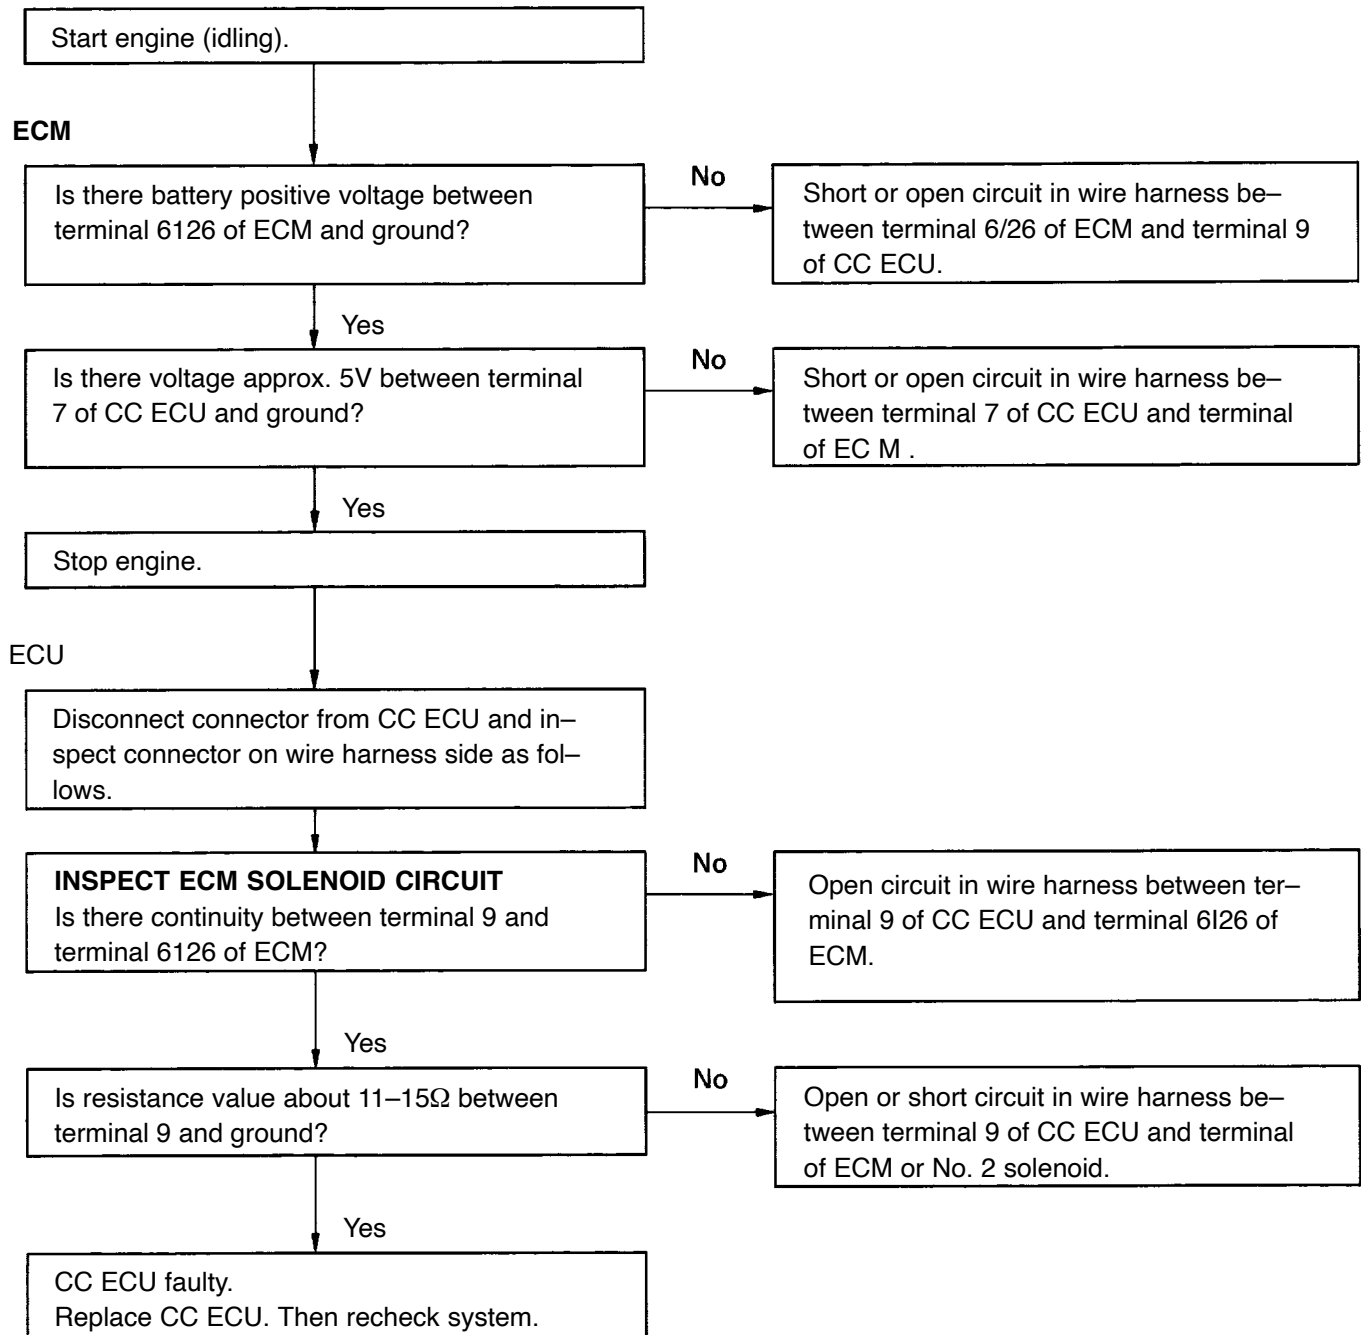 Start engine (idling).
ECM
Is there battery positive voltage between
terminal 6126 of ECM and ground?
No
Short or open circuit in wire harness be–
tween terminal 6/26 of ECM and terminal 9
of CC ECU.
Yes
Is there voltage approx. 5V between terminal
7 of CC ECU and ground?
No
Short or open circuit in wire harness be–
tween terminal 7 of CC ECU and terminal
of EC M .
Yes
Stop engine.
ECU
Disconnect connector from CC ECU and in–
spect connector on wire harness side as fol–
lows.
INSPECT ECM SOLENOID CIRCUIT
Is there continuity between terminal 9 and
terminal 6126 of ECM?
No
Open circuit in wire harness between ter–
minal 9 of CC ECU and terminal 6I26 of
ECM.
Yes
Is resistance value about 11–15Ω between
terminal 9 and ground?
No
Open or short circuit in wire harness be–
tween terminal 9 of CC ECU and terminal
of ECM or No. 2 solenoid.
Yes
CC ECU faulty.
Replace CC ECU. Then recheck system.